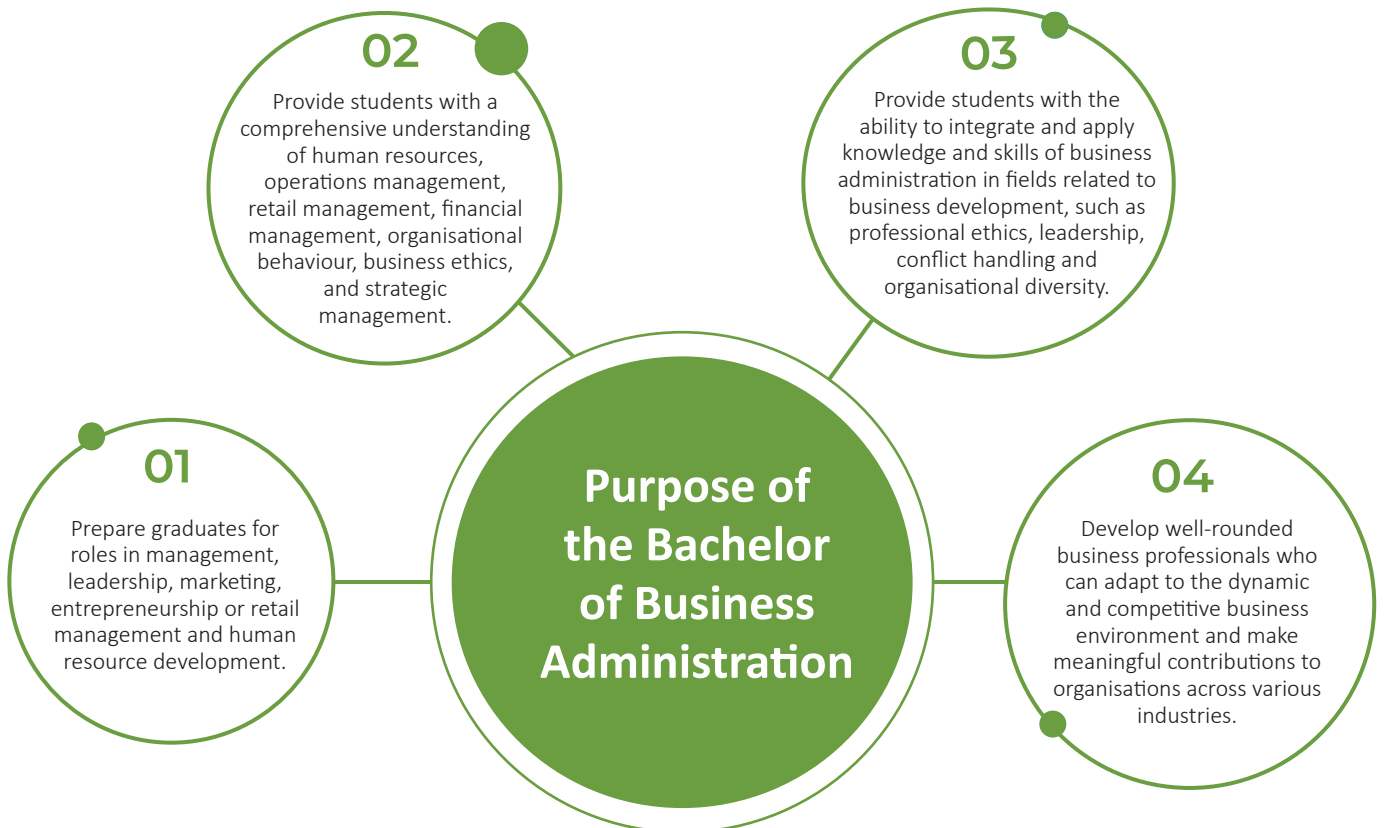 01
Prepare graduates for
roles in management,
leadership, marketing,
entrepreneurship or retail
management and human
resource development.
02
Provide students with a
comprehensive understanding
of human resources,
operations management,
retail management, financial
management, organisational
behaviour, business ethics,
and strategic
management.
03
Provide students with the
ability to integrate and apply
knowledge and skills of business
administration in fields related to
business development, such as
professional ethics, leadership,
conflict handling and
organisational diversity.
04
Develop well-rounded
business professionals who
can adapt to the dynamic
and competitive business
environment and make
meaningful contributions to
organisations across various
industries.
Purpose of
the Bachelor
of Business
Administration